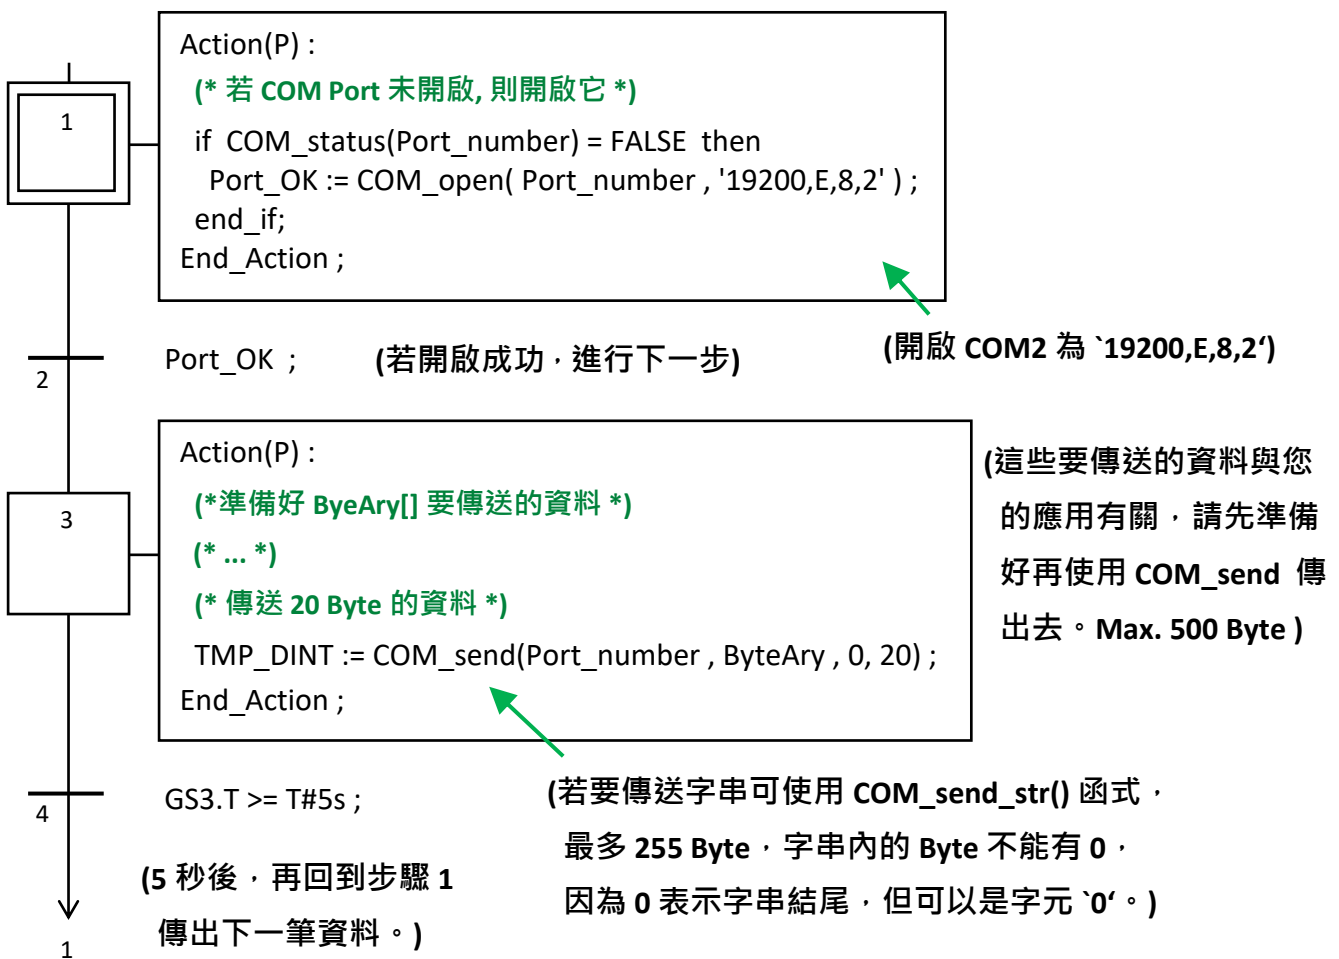 Action(P) :
(* 若 COM Port 未開啟, 則開啟它 *)
1
if COM_status(Port_number) = FALSE then
Port_OK := COM_open( Port_number , '19200,E,8,2' ) ;
end_if;
End_Action ;
(開啟 COM2 為 `19200,E,8,2‘)
Port_OK ;
(若開啟成功，進行下一步)
2
Action(P) :
(*準備好 ByeAry[] 要傳送的資料 *)
3
(* ... *)
(* 傳送 20 Byte 的資料 *)
TMP_DINT := COM_send(Port_number , ByteAry , 0, 20) ;
End_Action ;
(這些要傳送的資料與您
的應用有關，請先準備
好再使用 COM_send 傳
出去。Max. 500 Byte )
GS3.T >= T#5s ;
4
(若要傳送字串可使用 COM_send_str() 函式，
最多 255 Byte，字串內的 Byte 不能有 0，
因為 0 表示字串結尾，但可以是字元 `0‘。)
(5 秒後，再回到步驟 1
傳出下一筆資料。)
1